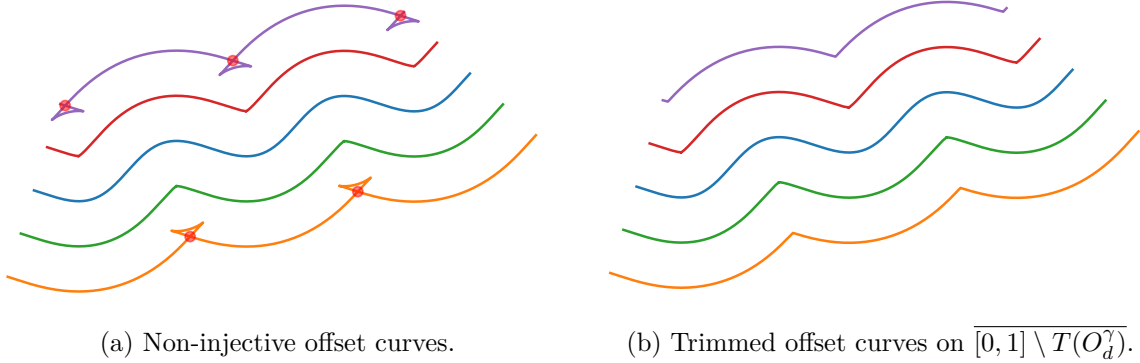 (a) Non-injective offset curves.
(b) Trimmed offset curves on $\overline{[0, 1] \setminus T(O_d^\gamma)}$.